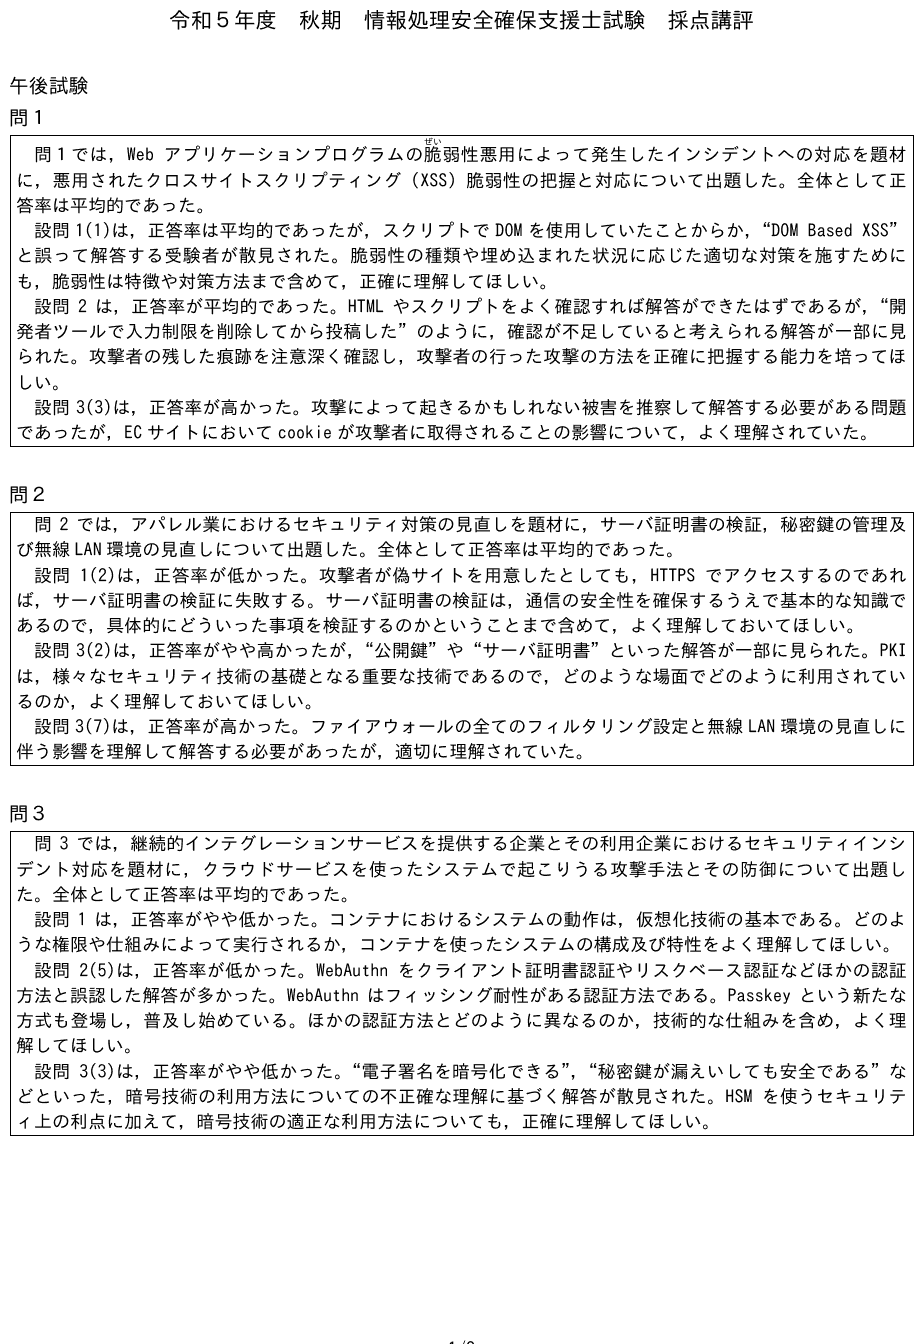 令和５年度　秋期　情報処理安全確保支援士試験　採点講評
午後試験
問１
ぜい
問１では，Web アプリケーションプログラムの脆弱性悪用によって発生したインシデントへの対応を題材
に，悪用されたクロスサイトスクリプティング（XSS）脆弱性の把握と対応について出題した。全体として正
答率は平均的であった。
設問 1(1)は，正答率は平均的であったが，スクリプトで DOM を使用していたことからか，“DOM Based XSS”
と誤って解答する受験者が散見された。脆弱性の種類や埋め込まれた状況に応じた適切な対策を施すために
も，脆弱性は特徴や対策方法まで含めて，正確に理解してほしい。
設問 2 は，正答率が平均的であった。HTML やスクリプトをよく確認すれば解答ができたはずであるが，“開
発者ツールで入力制限を削除してから投稿した”のように，確認が不足していると考えられる解答が一部に見
られた。攻撃者の残した痕跡を注意深く確認し，攻撃者の行った攻撃の方法を正確に把握する能力を培ってほ
しい。
設問 3(3)は，正答率が高かった。攻撃によって起きるかもしれない被害を推察して解答する必要がある問題
であったが，EC サイトにおいて cookie が攻撃者に取得されることの影響について，よく理解されていた。
問２
問 2 では，アパレル業におけるセキュリティ対策の見直しを題材に，サーバ証明書の検証，秘密鍵の管理及
び無線 LAN 環境の見直しについて出題した。全体として正答率は平均的であった。
設問 1(2)は，正答率が低かった。攻撃者が偽サイトを用意したとしても，HTTPS でアクセスするのであれ
ば，サーバ証明書の検証に失敗する。サーバ証明書の検証は，通信の安全性を確保するうえで基本的な知識で
あるので，具体的にどういった事項を検証するのかということまで含めて，よく理解しておいてほしい。
設問 3(2)は，正答率がやや高かったが，“公開鍵”や“サーバ証明書”といった解答が一部に見られた。PKI
は，様々なセキュリティ技術の基礎となる重要な技術であるので，どのような場面でどのように利用されてい
るのか，よく理解しておいてほしい。
設問 3(7)は，正答率が高かった。ファイアウォールの全てのフィルタリング設定と無線 LAN 環境の見直しに
伴う影響を理解して解答する必要があったが，適切に理解されていた。
問３
問 3 では，継続的インテグレーションサービスを提供する企業とその利用企業におけるセキュリティインシ
デント対応を題材に，クラウドサービスを使ったシステムで起こりうる攻撃手法とその防御について出題し
た。全体として正答率は平均的であった。
設問 1 は，正答率がやや低かった。コンテナにおけるシステムの動作は，仮想化技術の基本である。どのよ
うな権限や仕組みによって実行されるか，コンテナを使ったシステムの構成及び特性をよく理解してほしい。
設問 2(5)は，正答率が低かった。WebAuthn をクライアント証明書認証やリスクベース認証などほかの認証
方法と誤認した解答が多かった。WebAuthn はフィッシング耐性がある認証方法である。Passkey という新たな
方式も登場し，普及し始めている。ほかの認証方法とどのように異なるのか，技術的な仕組みを含め，よく理
解してほしい。
設問 3(3)は，正答率がやや低かった。“電子署名を暗号化できる”，“秘密鍵が漏えいしても安全である”な
どといった，暗号技術の利用方法についての不正確な理解に基づく解答が散見された。HSM を使うセキュリテ
ィ上の利点に加えて，暗号技術の適正な利用方法についても，正確に理解してほしい。